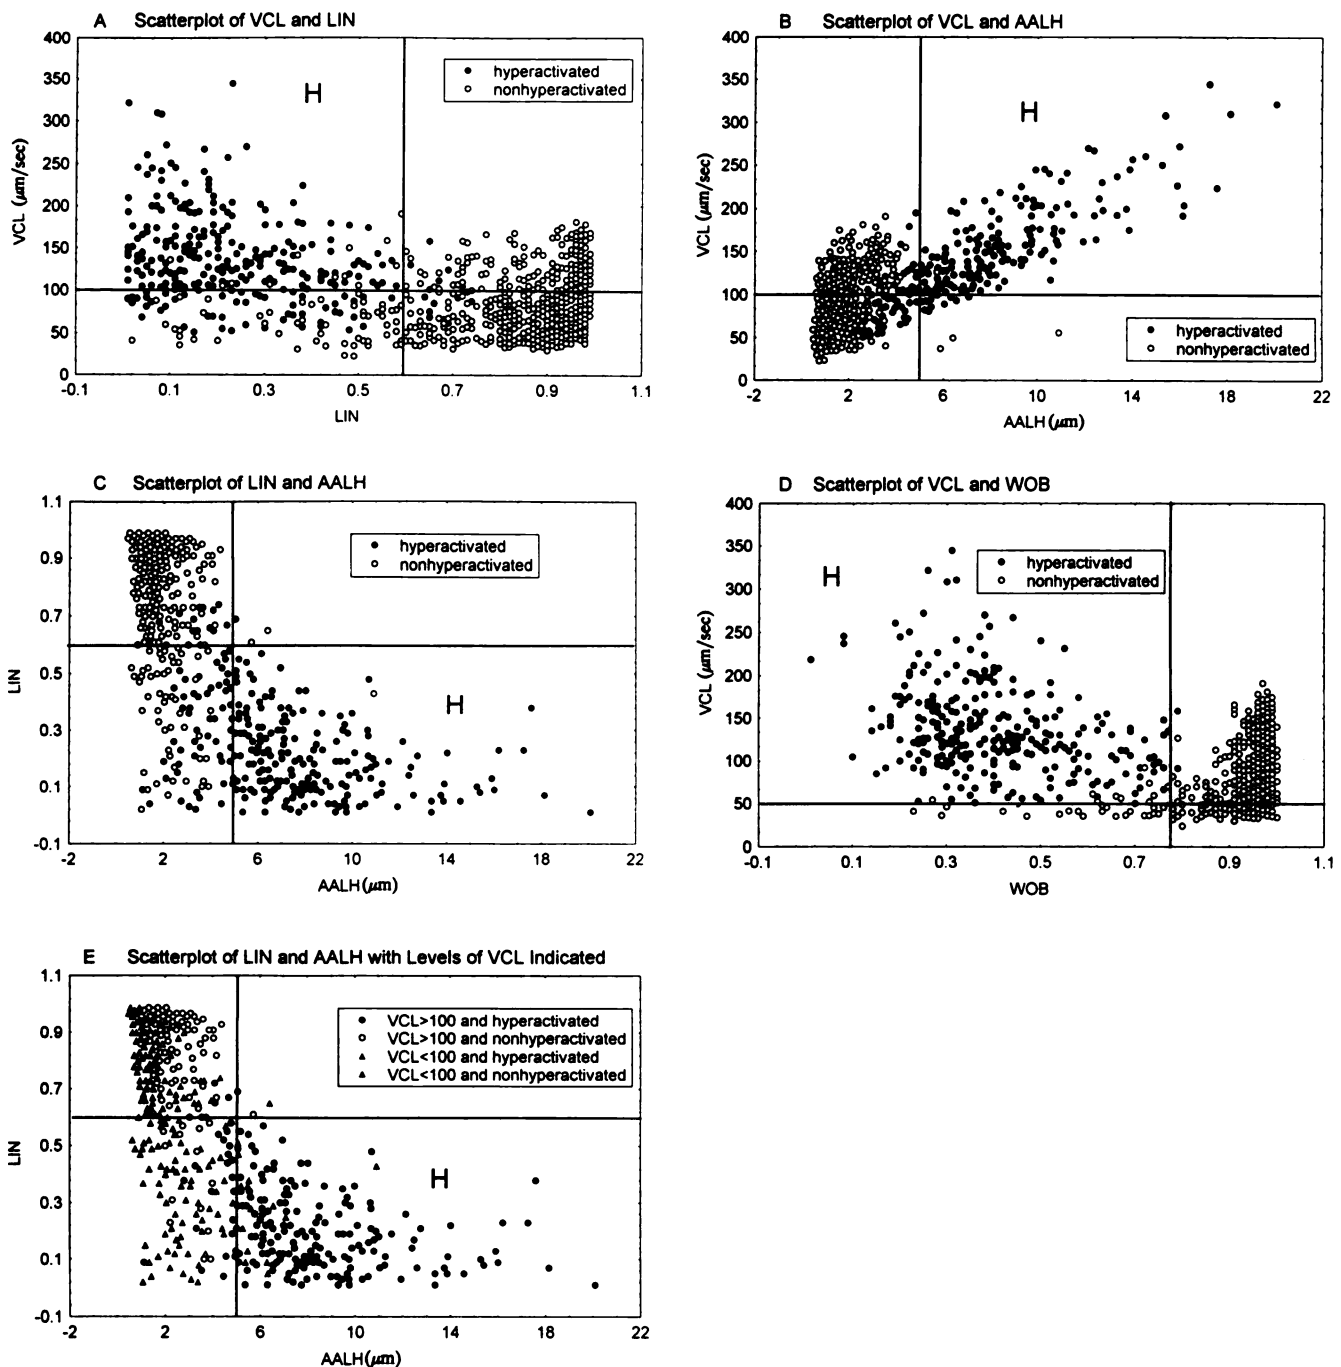 A Scatterplot of VCL and LIN
400
350
300
250
200
150
100
50
0
VCL (µm/sec)
H
hyperactivated
nonhyperactivated
-0.1 0.1 0.3 0.5 0.7 0.9 1.1
LIN
B Scatterplot of VCL and AALH
400
350
300
250
200
150
100
50
0
VCL (µm/sec)
H
hyperactivated
nonhyperactivated
-2 2 6 10 14 18 22
AALH (µm)
C Scatterplot of LIN and AALH
1.1
0.9
0.7
0.5
0.3
0.1
-0.1
LIN
hyperactivated
nonhyperactivated
H
-2 2 6 10 14 18 22
AALH (µm)
D Scatterplot of VCL and WOB
400
350
300
250
200
150
100
50
0
VCL (µm/sec)
H
hyperactivated
nonhyperactivated
-0.1 0.1 0.3 0.5 0.7 0.9 1.1
WOB
E Scatterplot of LIN and AALH with Levels of VCL Indicated
1.1
0.9
0.7
0.5
0.3
0.1
-0.1
LIN
VCL>100 and hyperactivated
VCL>100 and nonhyperactivated
VCL<100 and hyperactivated
VCL<100 and nonhyperactivated
H
-2 2 6 10 14 18 22
AALH (µm)